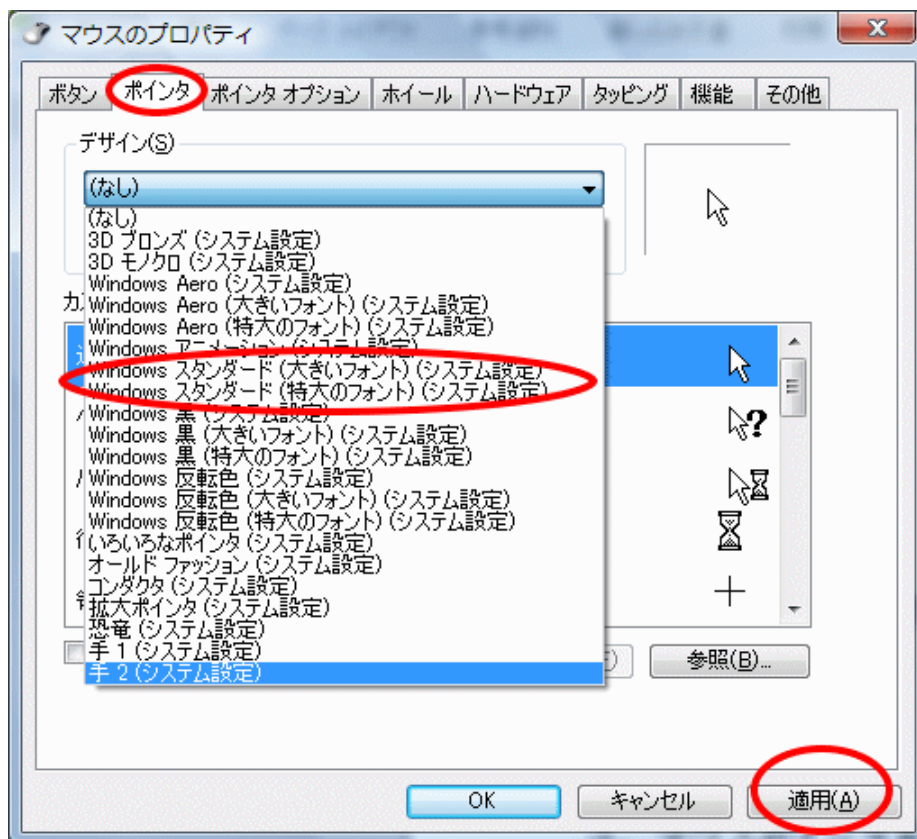 マウスのプロパティ
X
ボタン ポインタ ポインタ オプション ホイール ハードウェア タッピング 機能 その他
デザイン(S)
(なし)
(なし)
3D ブロンズ (システム設定)
3D モノクロ (システム設定)
Windows Aero (システム設定)
Windows Aero (大きいフォント) (システム設定)
Windows Aero (特大のフォント) (システム設定)
Windows アニメーション (システム設定)
Windows スタンダード (大きいフォント) (システム設定)
Windows スタンダード (特大のフォント) (システム設定)
Windows 黒 (システム設定)
Windows 黒 (大きいフォント) (システム設定)
Windows 黒 (特大のフォント) (システム設定)
Windows 反転色 (システム設定)
Windows 反転色 (大きいフォント) (システム設定)
Windows 反転色 (特大のフォント) (システム設定)
いろいろなポインタ (システム設定)
オールド ファッション (システム設定)
コンダクタ (システム設定)
拡大ポインタ (システム設定)
恐竜 (システム設定)
手 1 (システム設定)
手 2 (システム設定)
参照(B)...
OK キャンセル 適用(A)